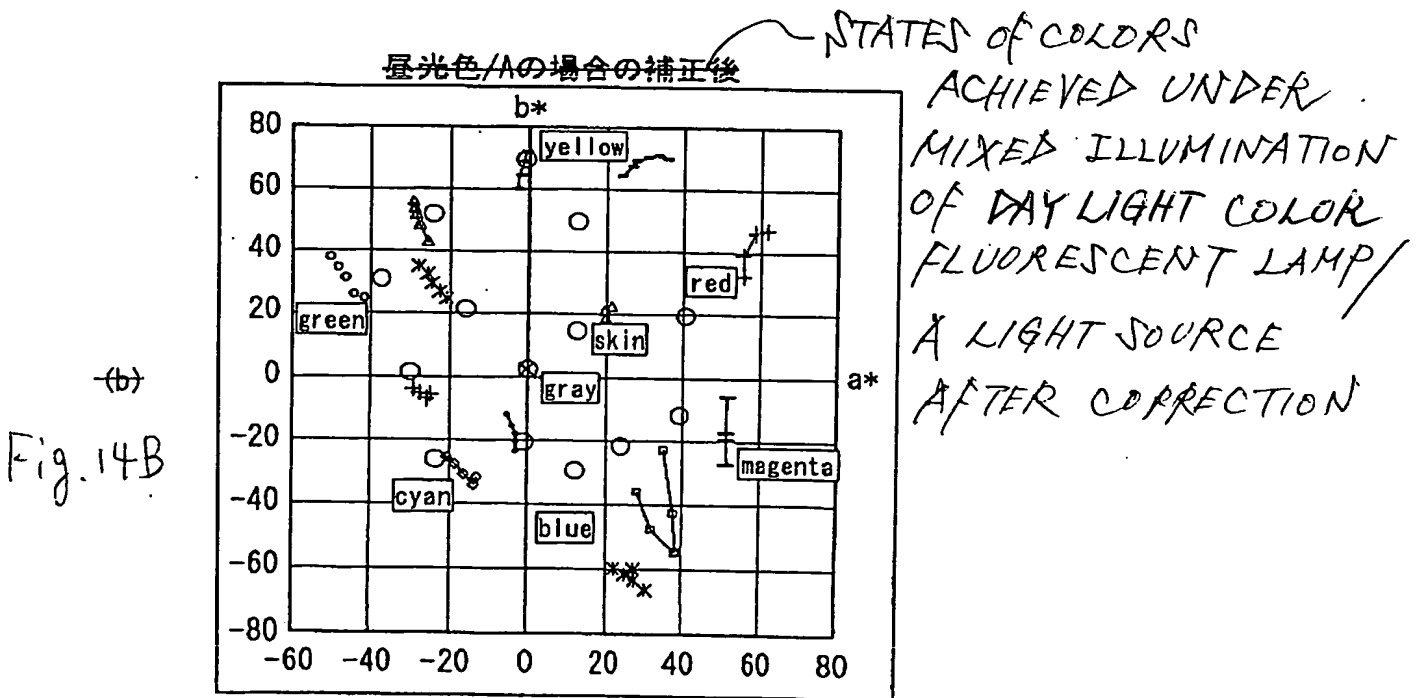 STATES OF COLORS
ACHIEVED UNDER
MIXED ILLUMINATION
OF DAY LIGHT COLOR
FLUORESCENT LAMP/
A LIGHT SOURCE
AFTER CORRECTION
昼光色/Aの場合の補正後
b*
80
yellow
60
40
red
20
green
skin
0
a*
gray
-20
magenta
-40
cyan
blue
-60
-80
-60 -40 -20 0 20 40 60 80
(b)
Fig. 14B